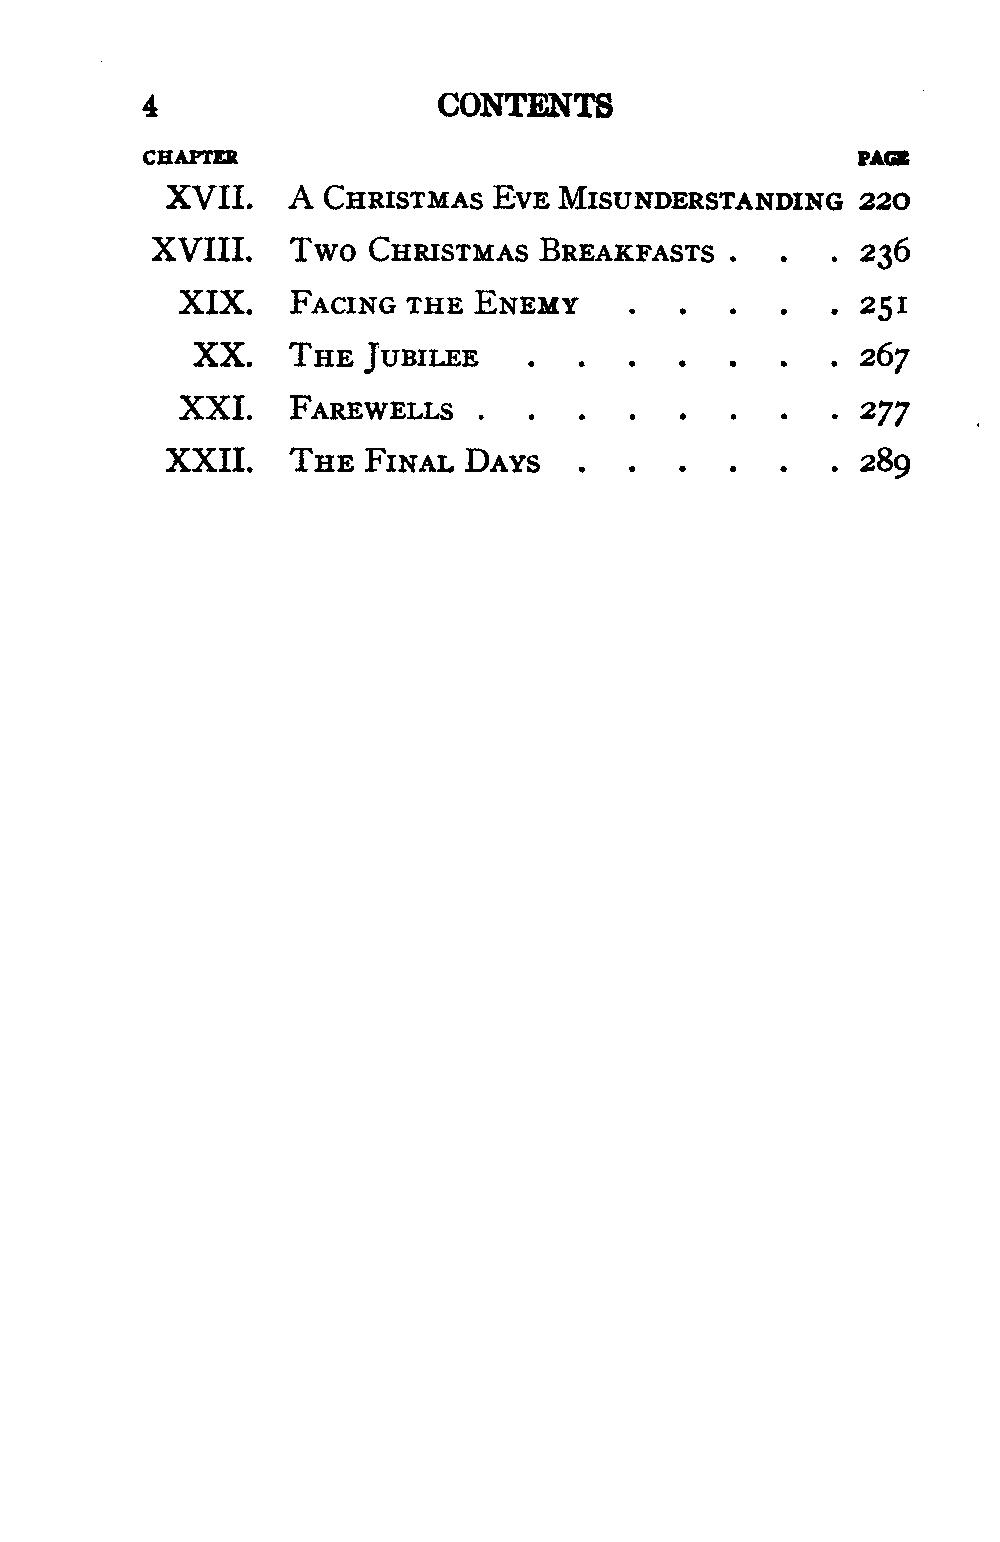 4 CONTENTS
CHAPTER PAGE
XVII. A CHRISTMAS EVE MISUNDERSTANDING 220
XVIII. TWO CHRISTMAS BREAKFASTS . . . 236
XIX. FACING THE ENEMY . . . . . 251
XX. THE JUBILEE . . . . . . . 267
XXI. FAREWELLS . . . . . . . . 277
XXII. THE FINAL DAYS . . . . . . 289